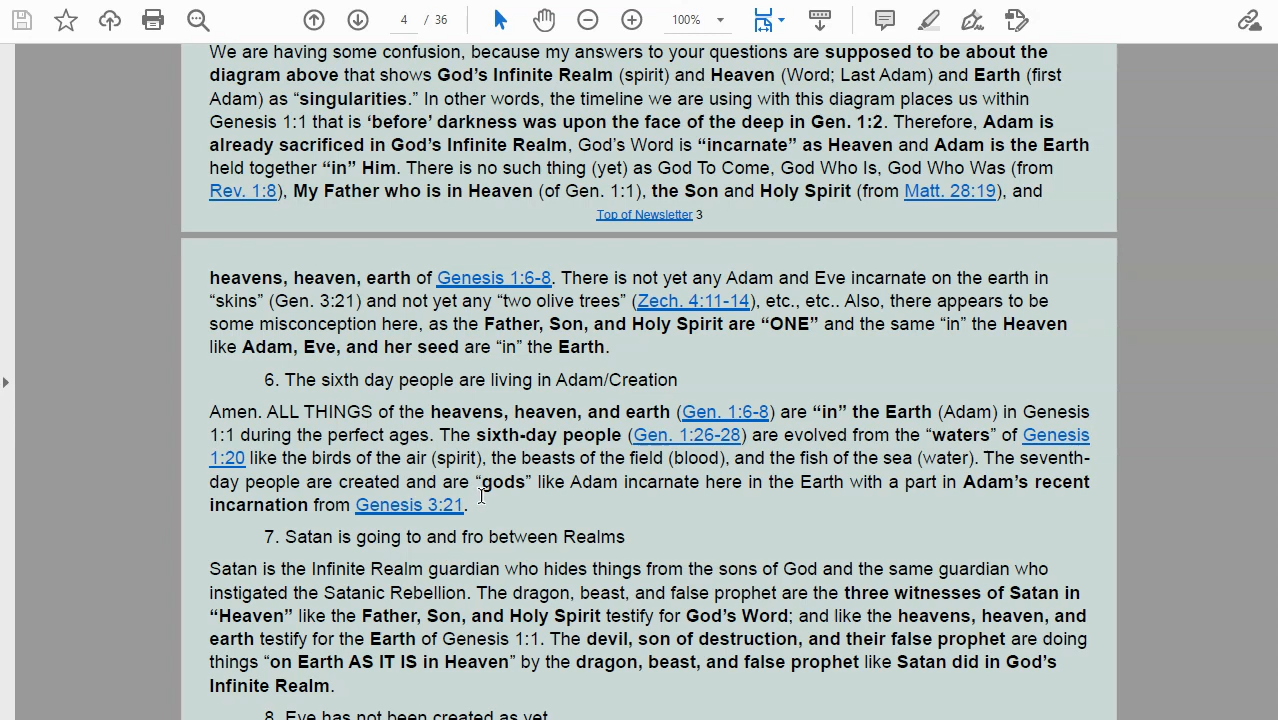 4 / 36 100%
We are having some confusion, because my answers to your questions are supposed to be about the
diagram above that shows God’s Infinite Realm (spirit) and Heaven (Word; Last Adam) and Earth (first
Adam) as “singularities.” In other words, the timeline we are using with this diagram places us within
Genesis 1:1 that is ‘before’ darkness was upon the face of the deep in Gen. 1:2. Therefore, Adam is
already sacrificed in God’s Infinite Realm, God’s Word is “incarnate” as Heaven and Adam is the Earth
held together “in” Him. There is no such thing (yet) as God To Come, God Who Is, God Who Was (from
Rev. 1:8), My Father who is in Heaven (of Gen. 1:1), the Son and Holy Spirit (from Matt. 28:19), and
Top of Newsletter 3
heavens, heaven, earth of Genesis 1:6-8. There is not yet any Adam and Eve incarnate on the earth in
“skins” (Gen. 3:21) and not yet any “two olive trees” (Zech. 4:11-14), etc., etc.. Also, there appears to be
some misconception here, as the Father, Son, and Holy Spirit are “ONE” and the same “in” the Heaven
like Adam, Eve, and her seed are “in” the Earth.
6. The sixth day people are living in Adam/Creation
Amen. ALL THINGS of the heavens, heaven, and earth (Gen. 1:6-8) are “in” the Earth (Adam) in Genesis
1:1 during the perfect ages. The sixth-day people (Gen. 1:26-28) are evolved from the “waters” of Genesis
1:20 like the birds of the air (spirit), the beasts of the field (blood), and the fish of the sea (water). The seventh-
day people are created and are “gods” like Adam incarnate here in the Earth with a part in Adam’s recent
incarnation from Genesis 3:21.
7. Satan is going to and fro between Realms
Satan is the Infinite Realm guardian who hides things from the sons of God and the same guardian who
instigated the Satanic Rebellion. The dragon, beast, and false prophet are the three witnesses of Satan in
“Heaven” like the Father, Son, and Holy Spirit testify for God’s Word; and like the heavens, heaven, and
earth testify for the Earth of Genesis 1:1. The devil, son of destruction, and their false prophet are doing
things “on Earth AS IT IS in Heaven” by the dragon, beast, and false prophet like Satan did in God’s
Infinite Realm.
8. Eve has not been created as yet